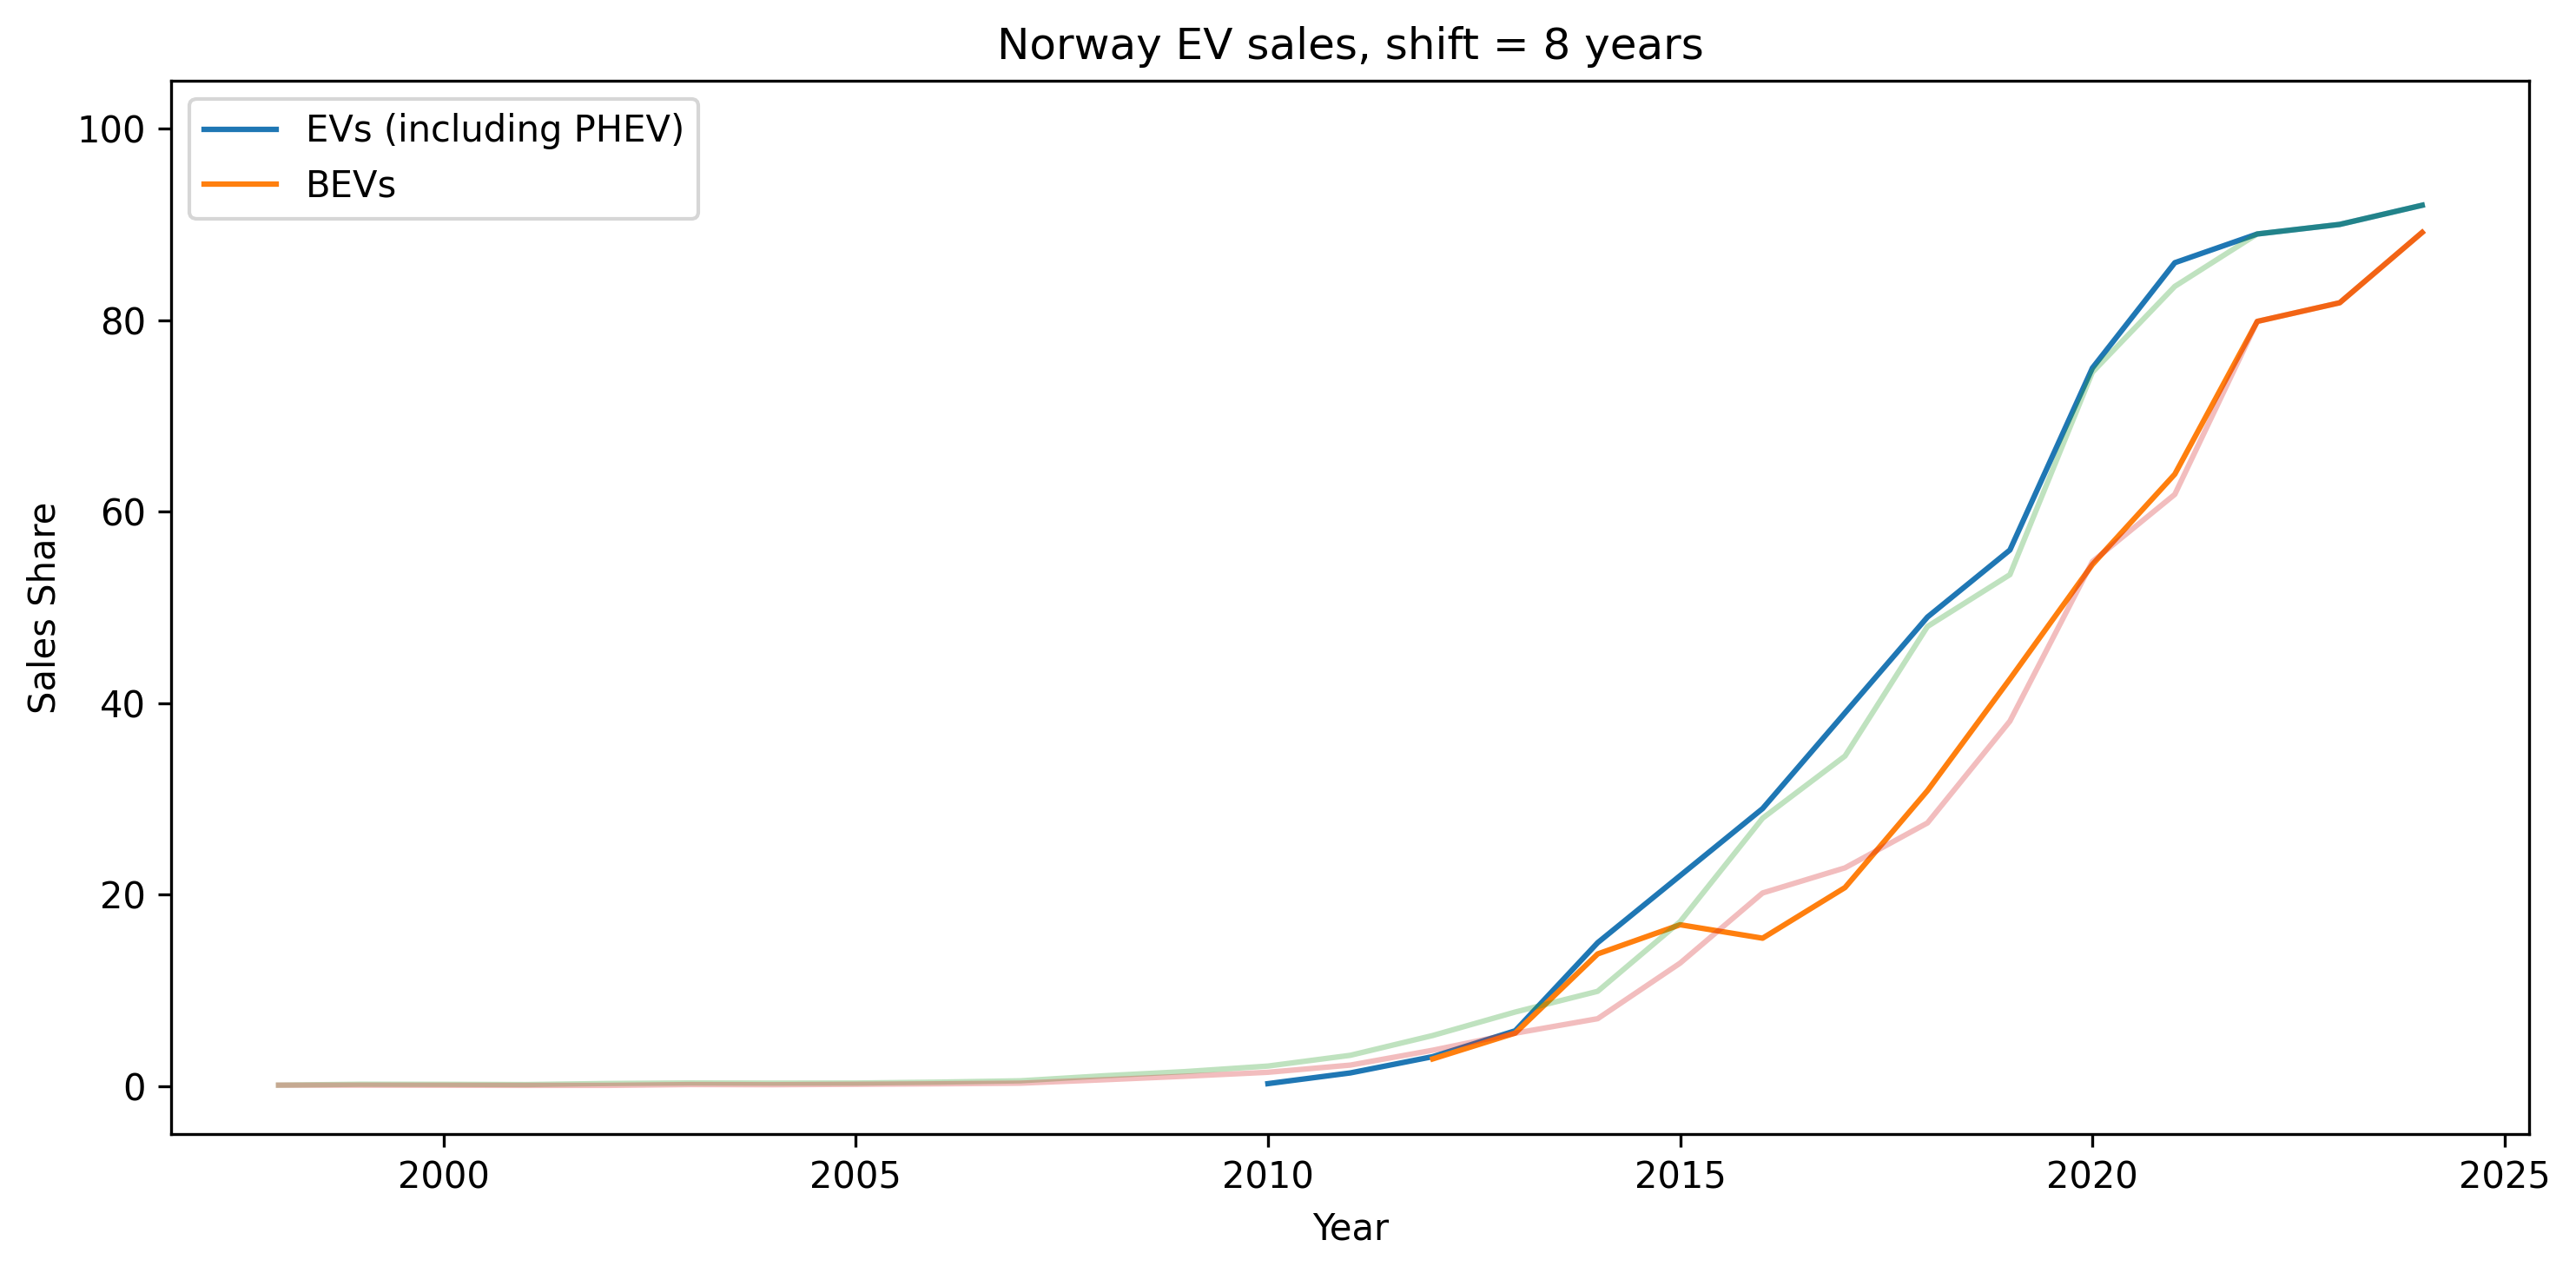 Norway EV sales, shift = 8 years
EVs (including PHEV)
BEVs
100
80
60
40
20
0
Sales Share
2000
2005
2010
2015
2020
2025
Year